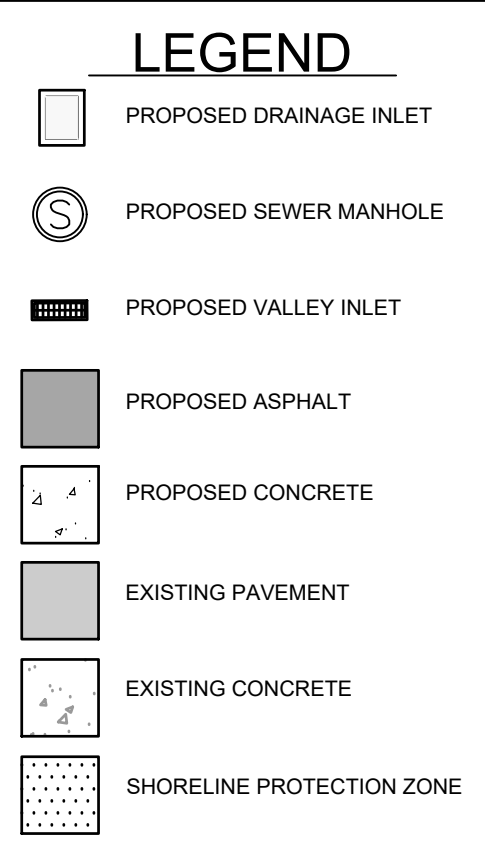 LEGEND
PROPOSED DRAINAGE INLET
S
PROPOSED SEWER MANHOLE
PROPOSED VALLEY INLET
PROPOSED ASPHALT
PROPOSED CONCRETE
EXISTING PAVEMENT
EXISTING CONCRETE
SHORELINE PROTECTION ZONE